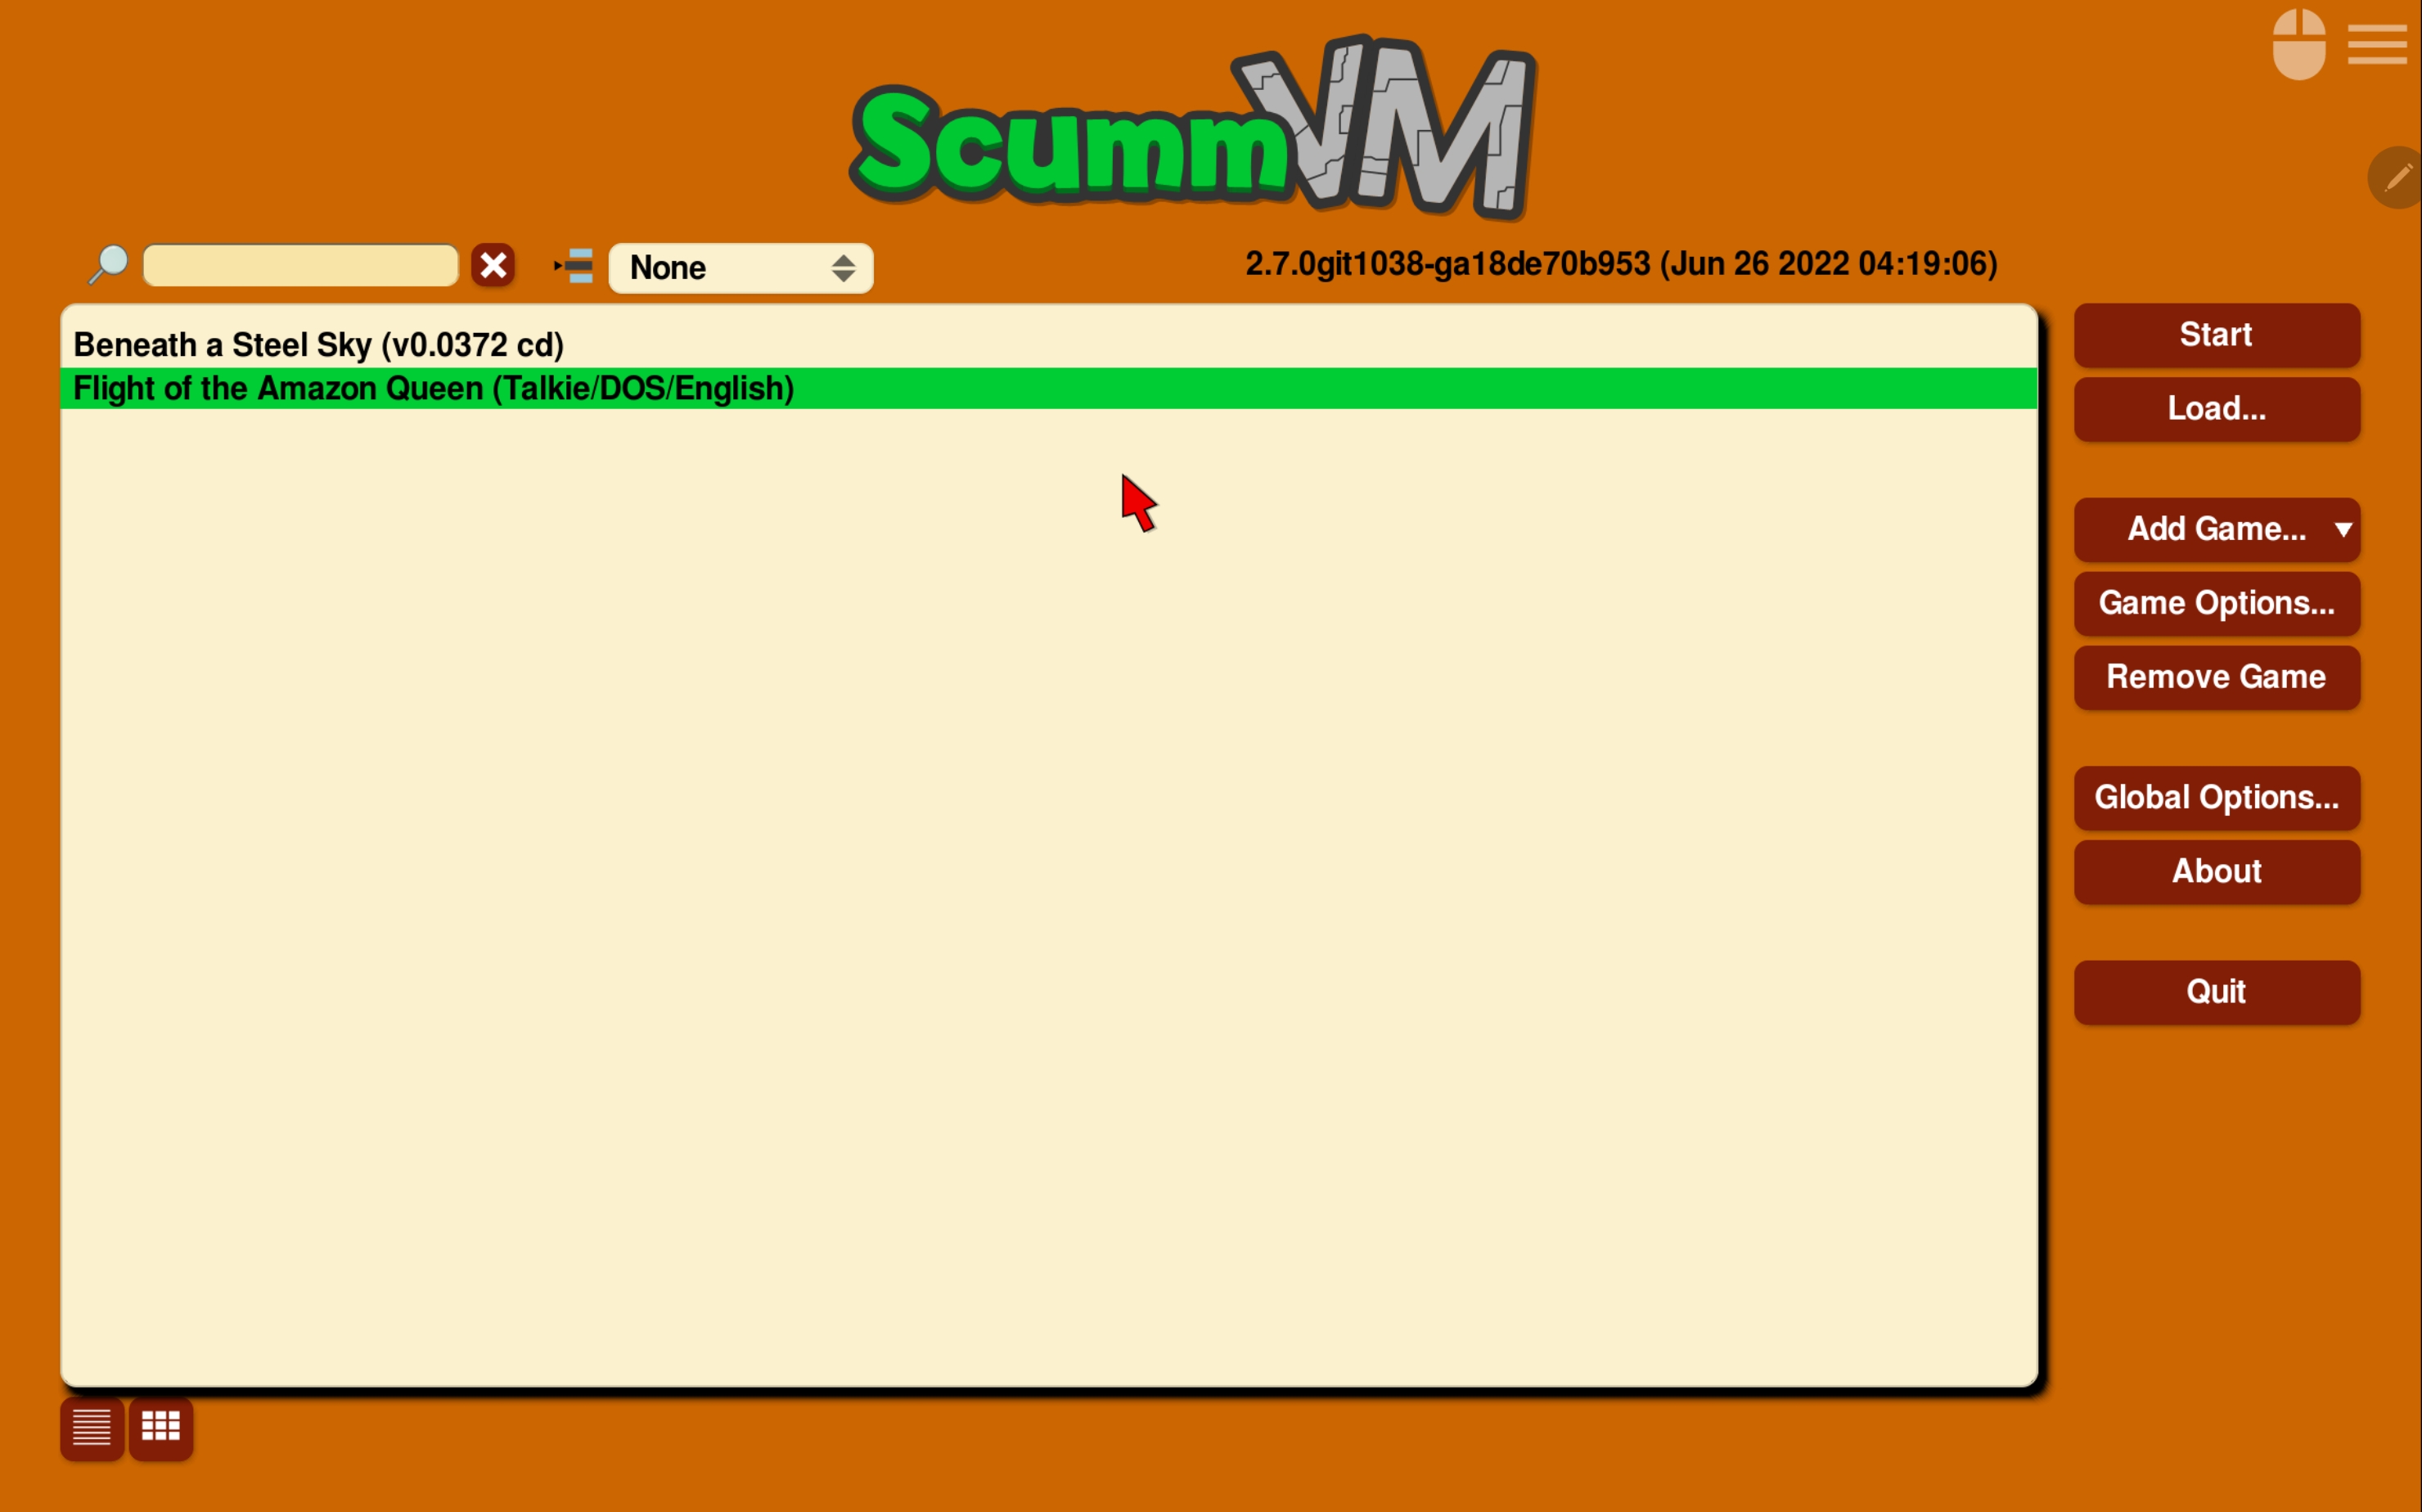 ScummVM
None
2.7.0git1038-ga18de70b953 (Jun 26 2022 04:19:06)
Beneath a Steel Sky (v0.0372 cd)
Flight of the Amazon Queen (Talkie/DOS/English)
Start
Load...
Add Game...
Game Options...
Remove Game
Global Options...
About
Quit